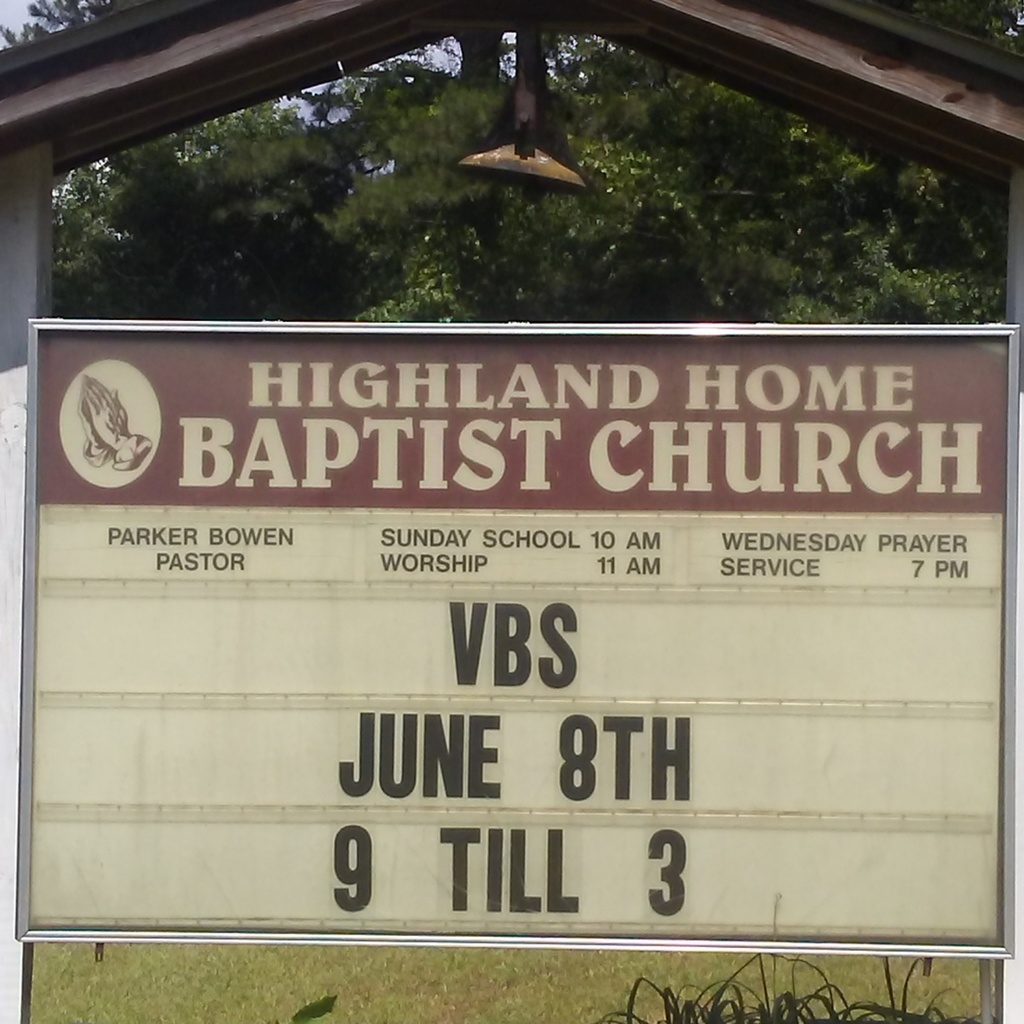 HIGHLAND HOME
BAPTIST CHURCH
PARKER BOWEN
PASTOR
SUNDAY SCHOOL 10 AM
WORSHIP 11 AM
WEDNESDAY PRAYER
SERVICE 7 PM
VBS
JUNE 8TH
9 TILL 3